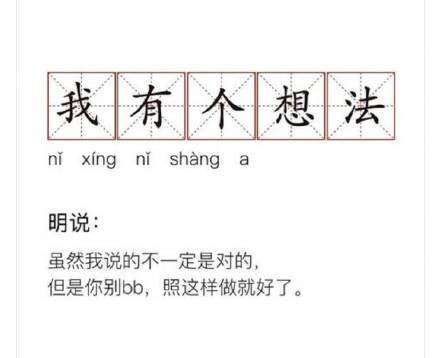 我有个想法
nǐ xíng nǐ shàng a
明说：
虽然我说的不一定是对的，
但是你别bb，照这样做就好了。